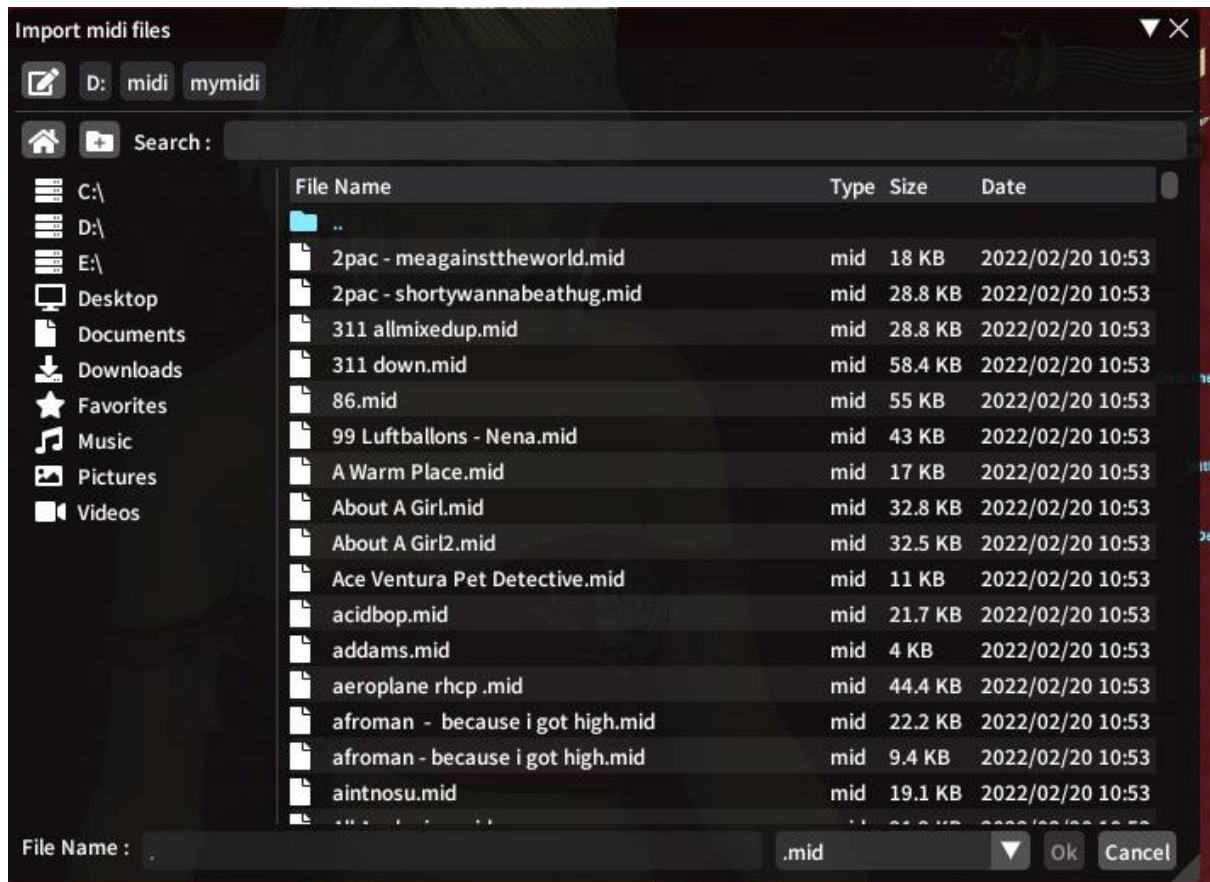 Import midi files
D: midi mymidi
Search :
C:\
D:\
E:\
Desktop
Documents
Downloads
Favorites
Music
Pictures
Videos
File Name Type Size Date
..
2pac - meagainsttheworld.mid mid 18 KB 2022/02/20 10:53
2pac - shortywannabeathug.mid mid 28.8 KB 2022/02/20 10:53
311 allmixedup.mid mid 28.8 KB 2022/02/20 10:53
311 down.mid mid 58.4 KB 2022/02/20 10:53
86.mid mid 55 KB 2022/02/20 10:53
99 Luftballons - Nena.mid mid 43 KB 2022/02/20 10:53
A Warm Place.mid mid 17 KB 2022/02/20 10:53
About A Girl.mid mid 32.8 KB 2022/02/20 10:53
About A Girl2.mid mid 32.5 KB 2022/02/20 10:53
Ace Ventura Pet Detective.mid mid 11 KB 2022/02/20 10:53
acidbop.mid mid 21.7 KB 2022/02/20 10:53
addams.mid mid 4 KB 2022/02/20 10:53
aeroplane rhcp .mid mid 44.4 KB 2022/02/20 10:53
afroman  -  because i got high.mid mid 22.2 KB 2022/02/20 10:53
afroman - because i got high.mid mid 9.4 KB 2022/02/20 10:53
aintnosu.mid mid 19.1 KB 2022/02/20 10:53
File Name : . .mid Ok Cancel